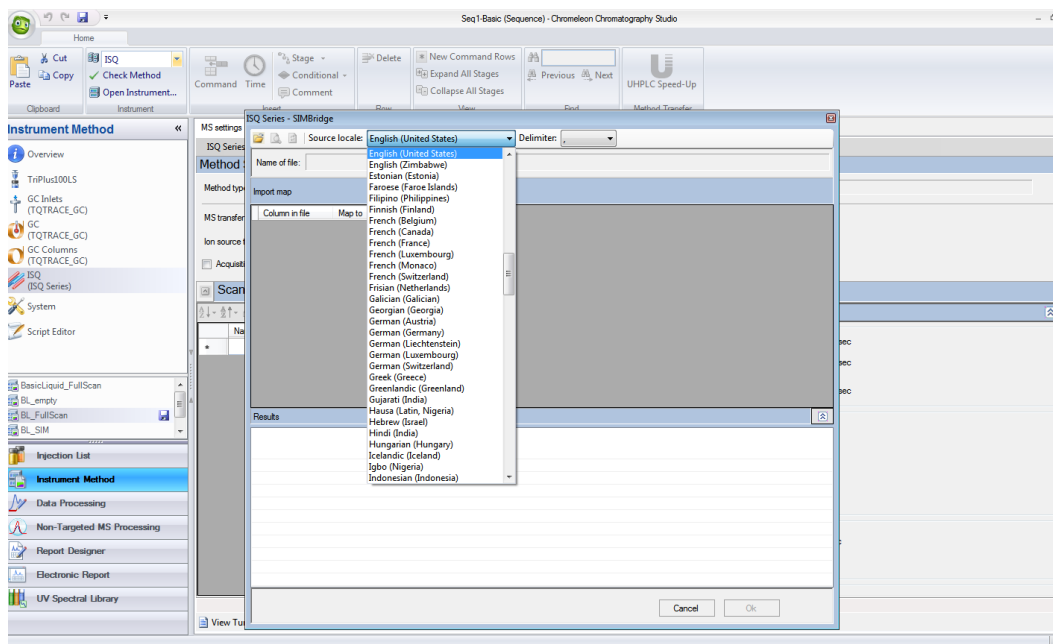 Seq1-Basic (Sequence) - Chromeleon Chromatography Studio
Home
Paste
Cut
Copy
Clipboard
ISQ
Check Method
Open Instrument...
Instrument
Command
Time
Stage
Conditional
Comment
Insert
Delete
Row
New Command Rows
Expand All Stages
Collapse All Stages
View
Previous
Next
Find
UHPLC Speed-Up
Method Transfer
Instrument Method «
Overview
TriPlus100LS
GC Inlets
(TQTRACE_GC)
GC
(TQTRACE_GC)
GC Columns
(TQTRACE_GC)
ISQ
(ISQ Series)
System
Script Editor
BasicLiquid_FullScan
BL_empty
BL_FullScan
BL_SIM
Injection List
Instrument Method
Data Processing
Non-Targeted MS Processing
Report Designer
Electronic Report
UV Spectral Library
MS settings
ISQ Series
Method
Method type
MS transfer
Ion source t
Acquisiti
Scan
Na
View Tu
ISQ Series - SIMBridge
Source locale: English (United States)
Delimiter: ,
Name of file:
Import map
Column in file
Map to
English (United States)
English (Zimbabwe)
Estonian (Estonia)
Faroese (Faroe Islands)
Filipino (Philippines)
Finnish (Finland)
French (Belgium)
French (Canada)
French (France)
French (Luxembourg)
French (Monaco)
French (Switzerland)
Frisian (Netherlands)
Galician (Galician)
Georgian (Georgia)
German (Austria)
German (Germany)
German (Liechtenstein)
German (Luxembourg)
German (Switzerland)
Greek (Greece)
Greenlandic (Greenland)
Gujarati (India)
Hausa (Latin, Nigeria)
Hebrew (Israel)
Hindi (India)
Hungarian (Hungary)
Icelandic (Iceland)
Igbo (Nigeria)
Indonesian (Indonesia)
Results
Cancel
Ok
sec
sec
sec